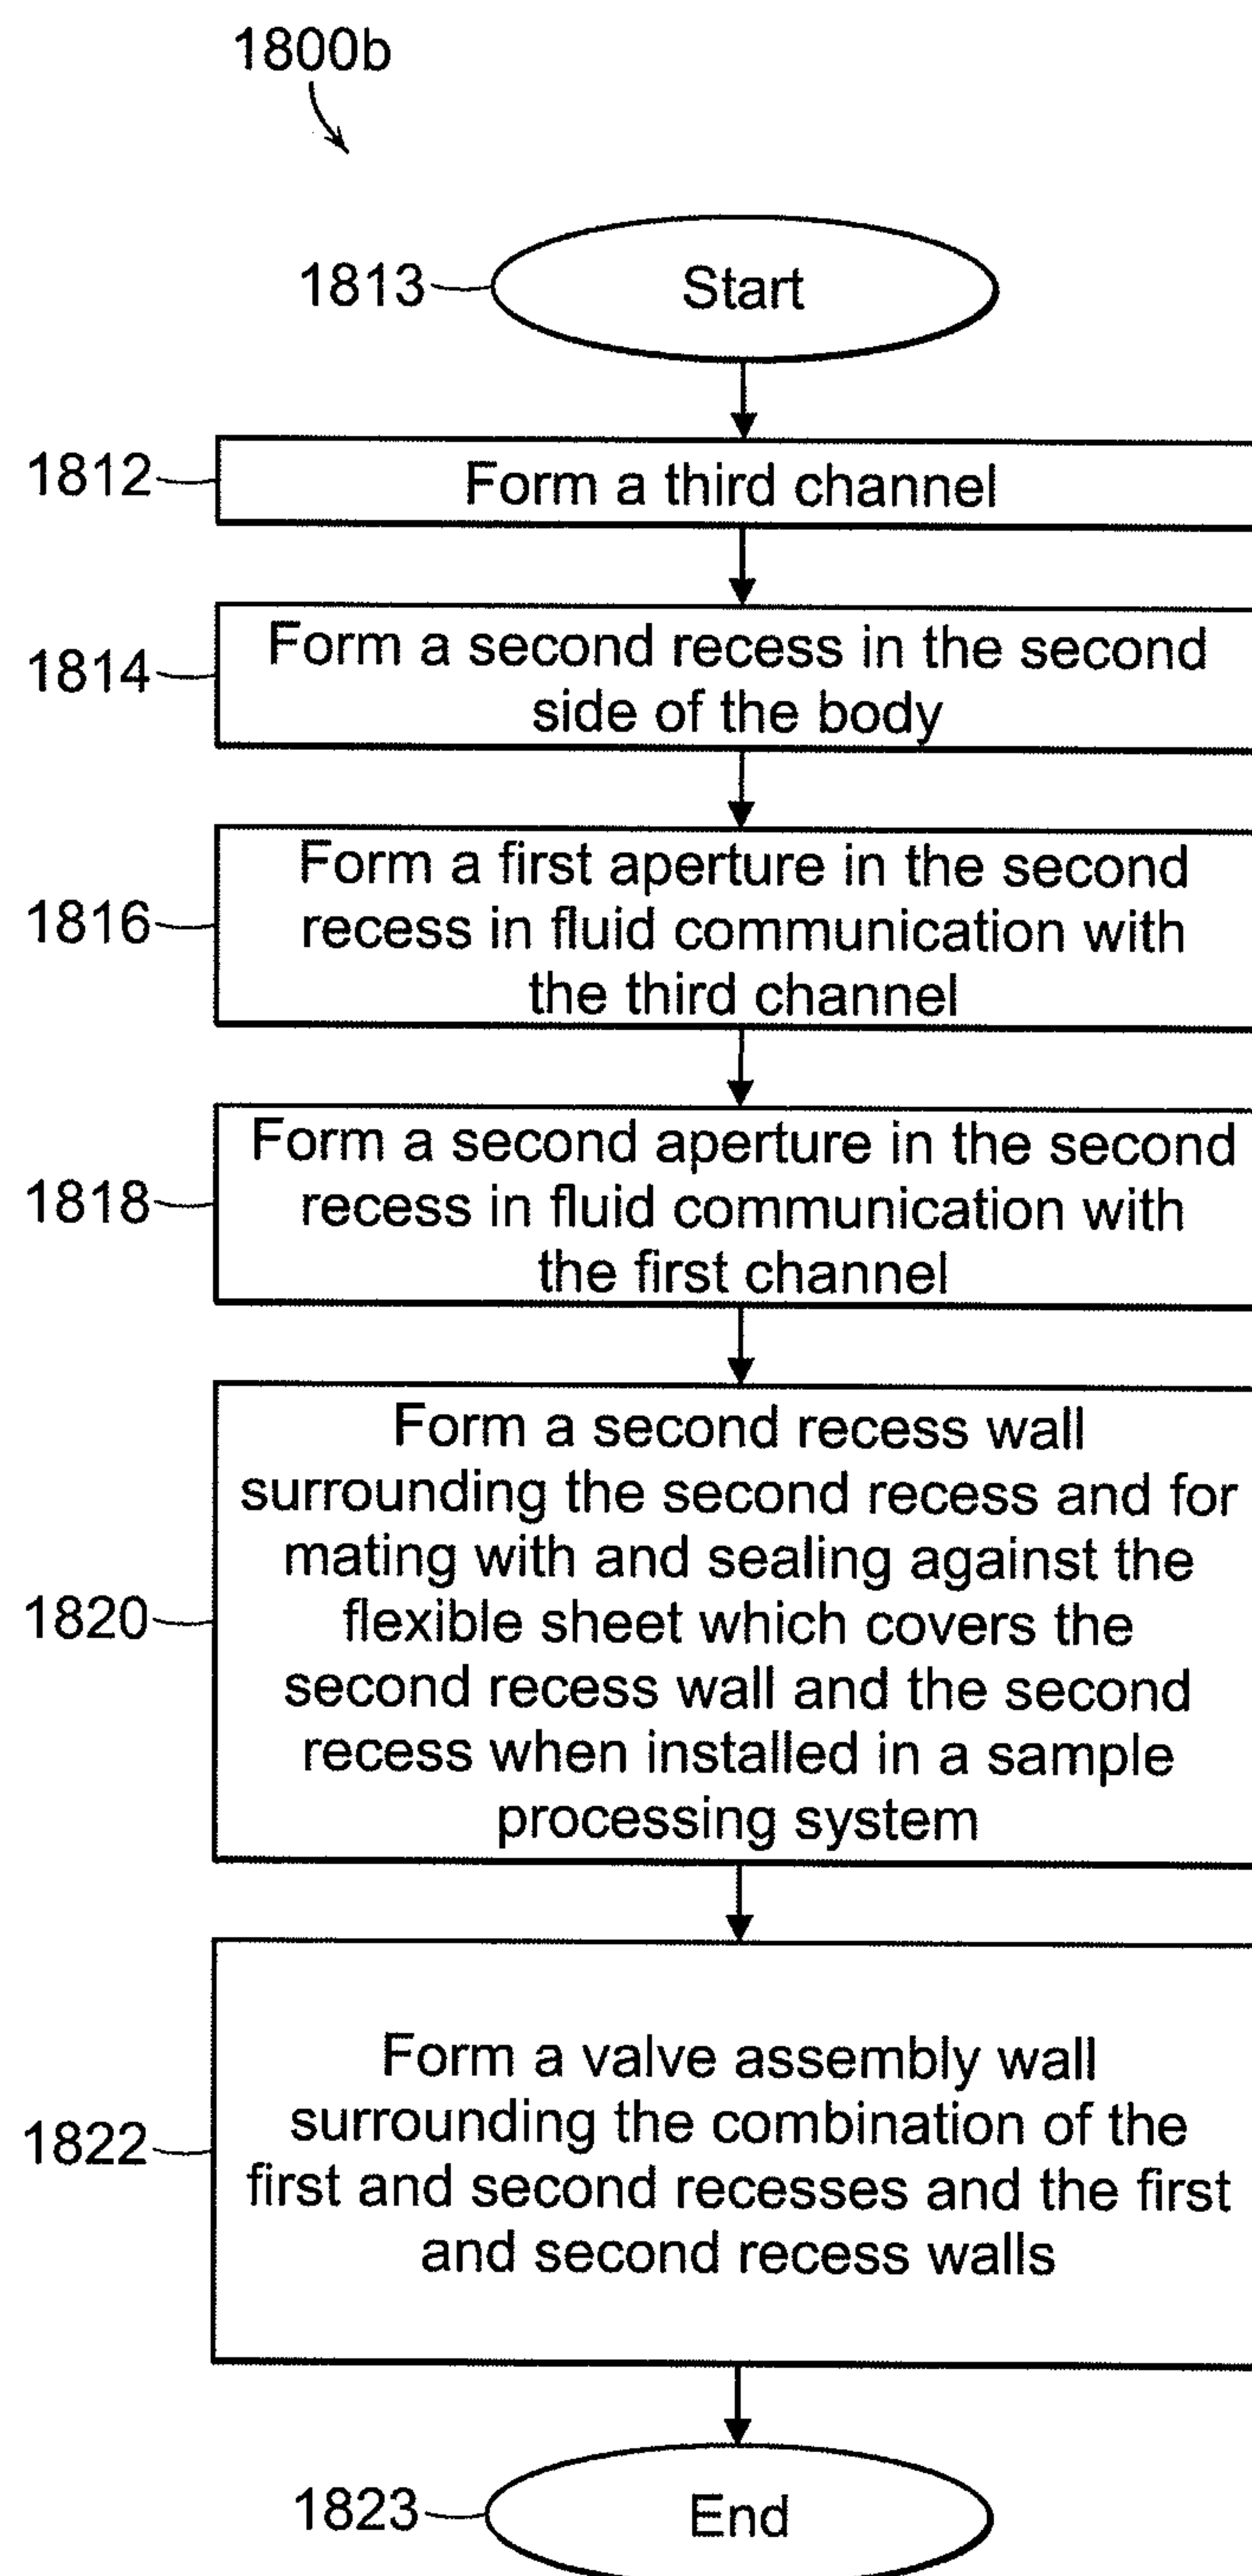 1800b
1813
Start
1812
Form a third channel
1814
Form a second recess in the second
side of the body
1816
Form a first aperture in the second
recess in fluid communication with
the third channel
1818
Form a second aperture in the second
recess in fluid communication with
the first channel
1820
Form a second recess wall
surrounding the second recess and for
mating with and sealing against the
flexible sheet which covers the
second recess wall and the second
recess when installed in a sample
processing system
1822
Form a valve assembly wall
surrounding the combination of the
first and second recesses and the first
and second recess walls
1823
End